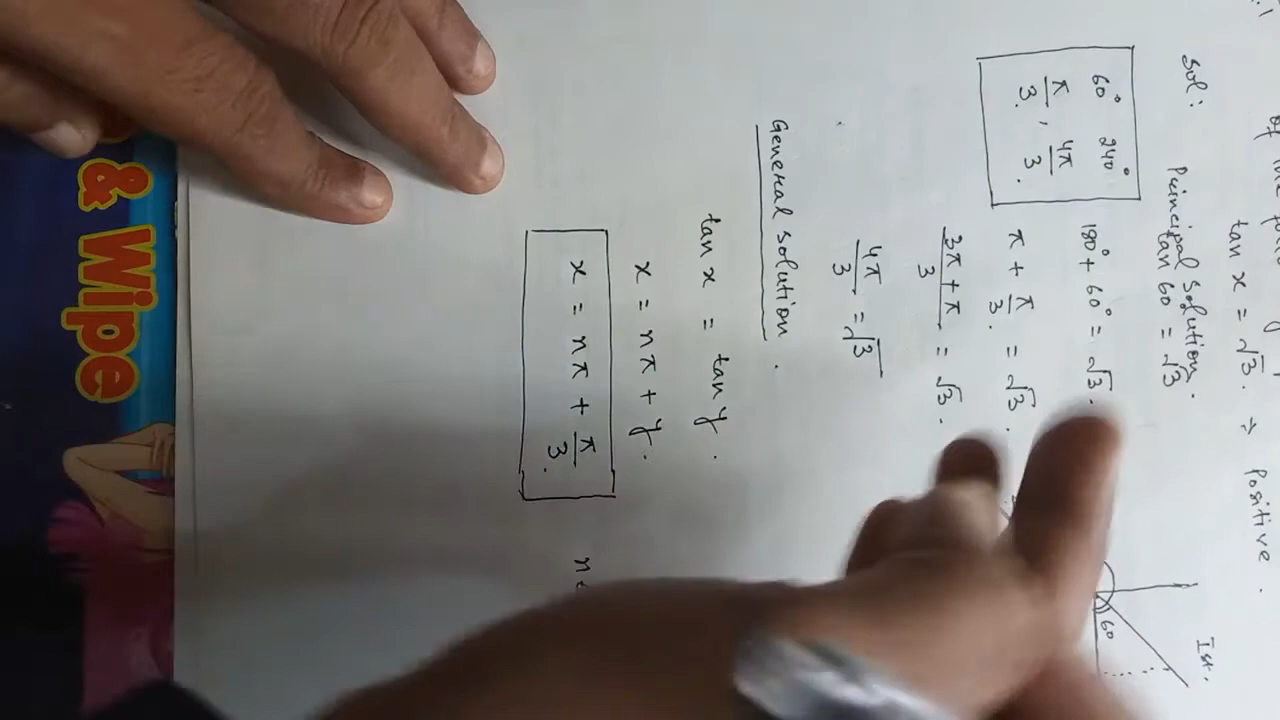 tan x = √3. ⇒ Positive.
Ist.
Sol: Principal Solution.
tan 60 = √3
60° 240°
π/3. , 4π/3.
180° + 60° = √3.
60
π + π/3. = √3.
3π + π/3 = √3.
4π/3 = √3
General Solution.
tan x = tan y.
x = nπ + y.
x = nπ + π/3.
& Wipe